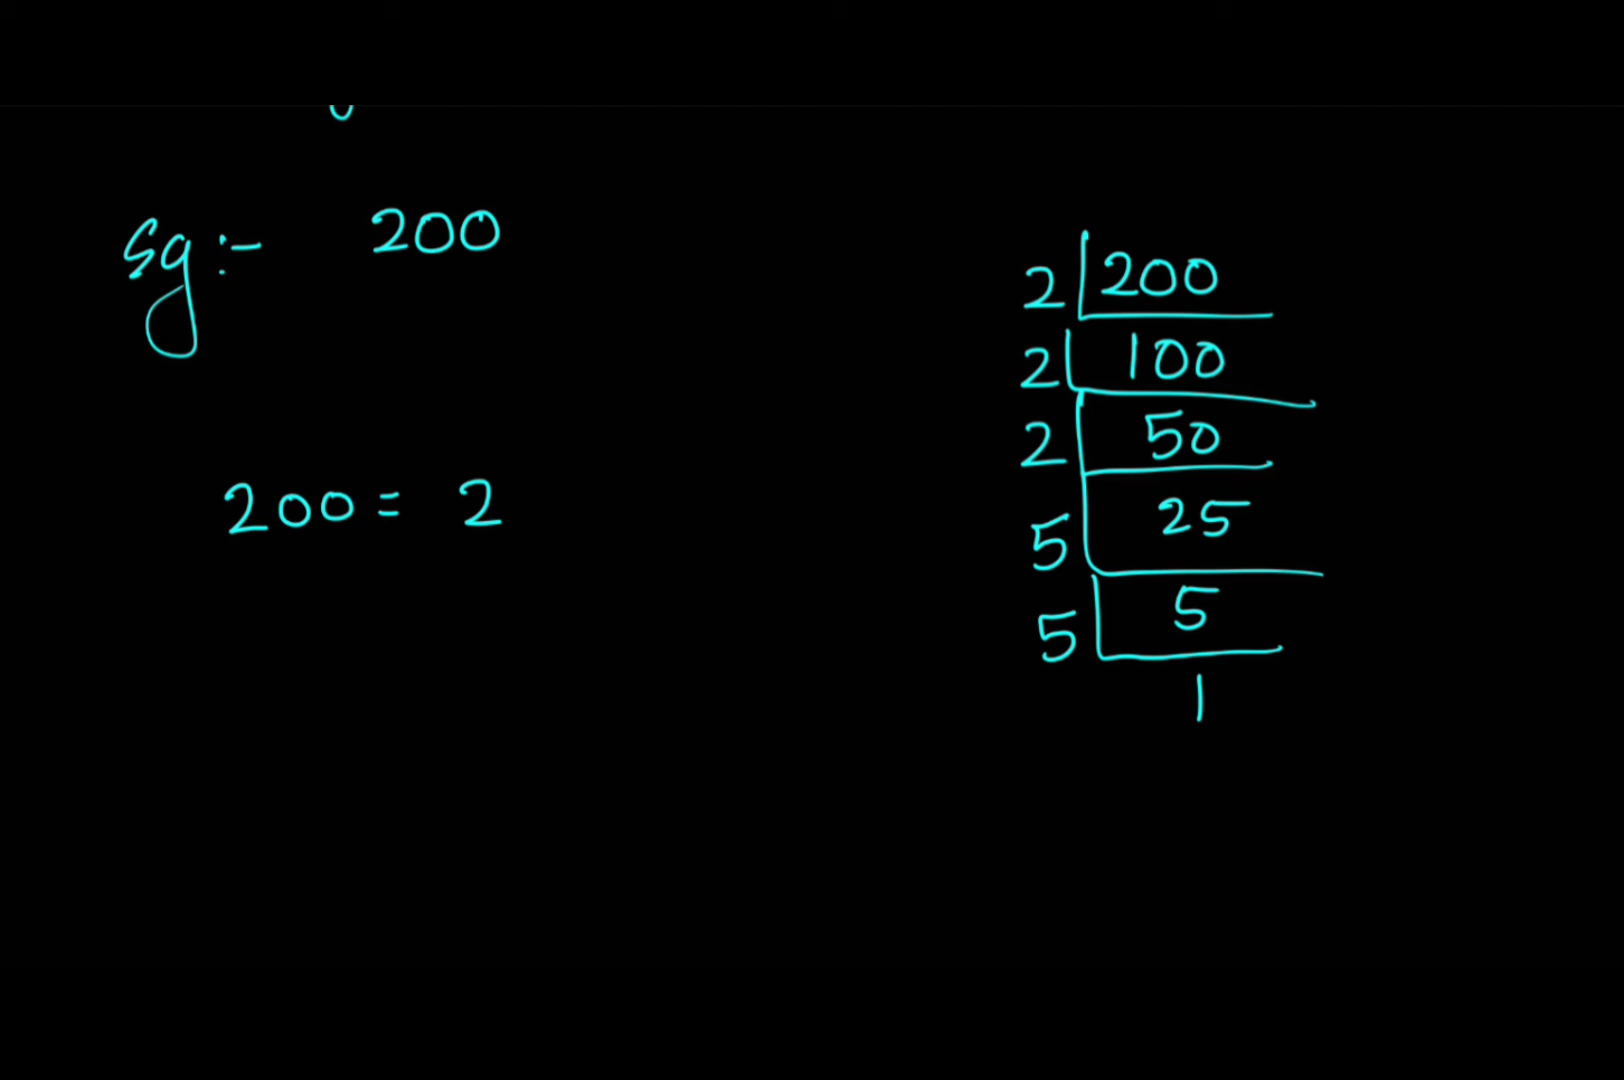 Eg:- 200
200 = 2
2 | 200
2 | 100
2 | 50
5 | 25
5 | 5
1